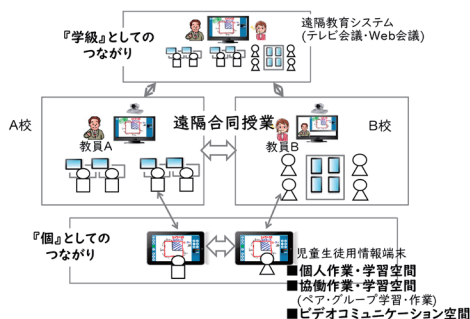 『学級』としての
つながり
遠隔教育システム
(テレビ会議・Web会議)
A校
遠隔合同授業
B校
教員A
教員B
『個』としての
つながり
児童生徒用情報端末
■個人作業・学習空間
■協働作業・学習空間
(ペア・グループ学習・作業)
■ビデオコミュニケーション空間